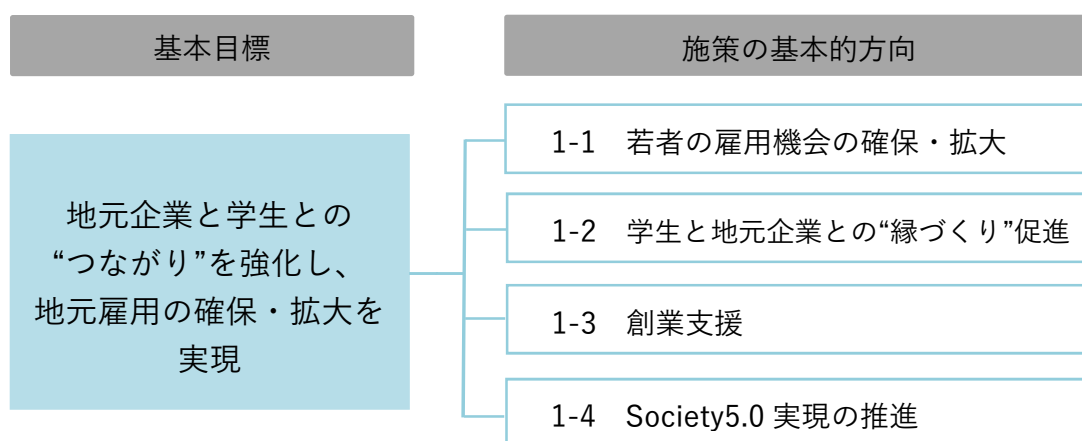 基本目標
施策の基本的方向
地元企業と学生との
“つながり”を強化し、
地元雇用の確保・拡大を
実現
1-1 若者の雇用機会の確保・拡大
1-2 学生と地元企業との“縁づくり”促進
1-3 創業支援
1-4 Society5.0 実現の推進